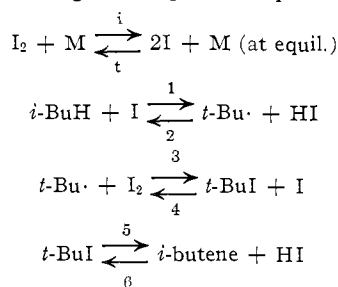 i
I₂ + M ⇄ 2I + M (at equil.)
t
1
i-BuH + I ⇄ t-Bu· + HI
2
3
t-Bu· + I₂ ⇄ t-BuI + I
4
5
t-BuI ⇄ i-butene + HI
6